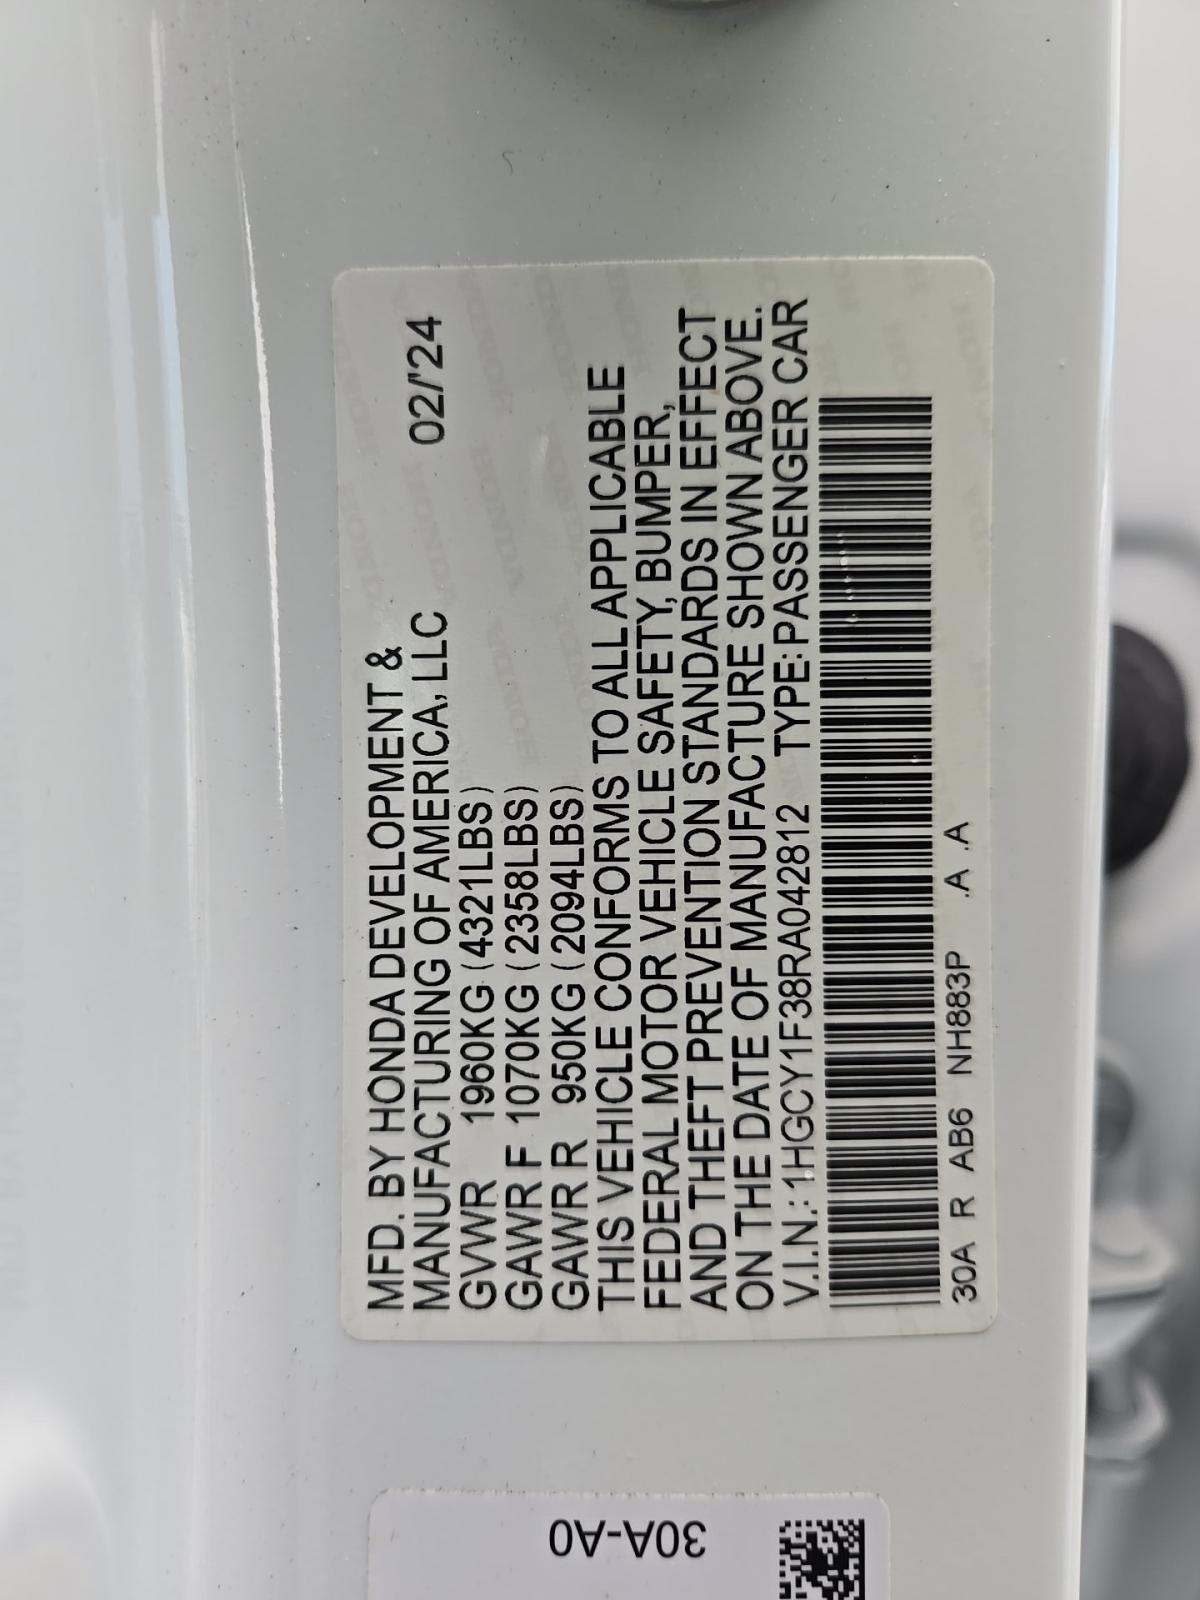 MFD. BY HONDA DEVELOPMENT &
MANUFACTURING OF AMERICA, LLC 02/'24
GVWR 1960KG (4321LBS)
GAWR F 1070KG (2358LBS)
GAWR R 950KG (2094LBS)
THIS VEHICLE CONFORMS TO ALL APPLICABLE
FEDERAL MOTOR VEHICLE SAFETY, BUMPER,
AND THEFT PREVENTION STANDARDS IN EFFECT
ON THE DATE OF MANUFACTURE SHOWN ABOVE.
V.I.N.: 1HGCY1F38RA042812 TYPE: PASSENGER CAR
30A R AB6 NH883P .A .A
30A-A0